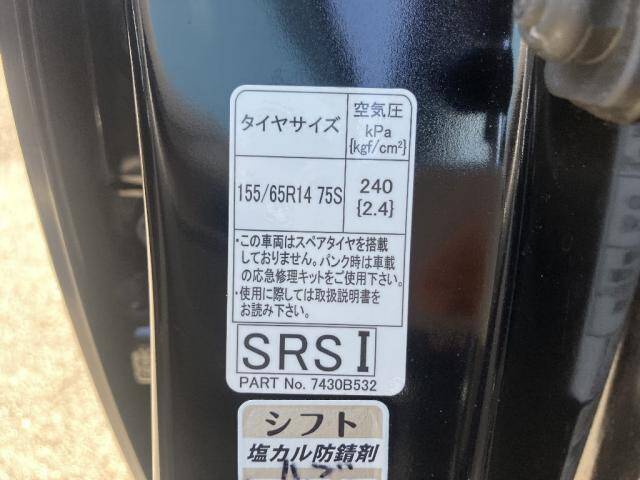 タイヤサイズ
空気圧
kPa
{kgf/cm²}
155/65R14 75S
240
{2.4}
・この車両はスペアタイヤを搭載
しておりません。パンク時は車載
の応急修理キットをご使用下さい。
・使用に際しては取扱説明書を
お読み下さい。
SRS I
PART No. 7430B532
シフト
塩カル防錆剤